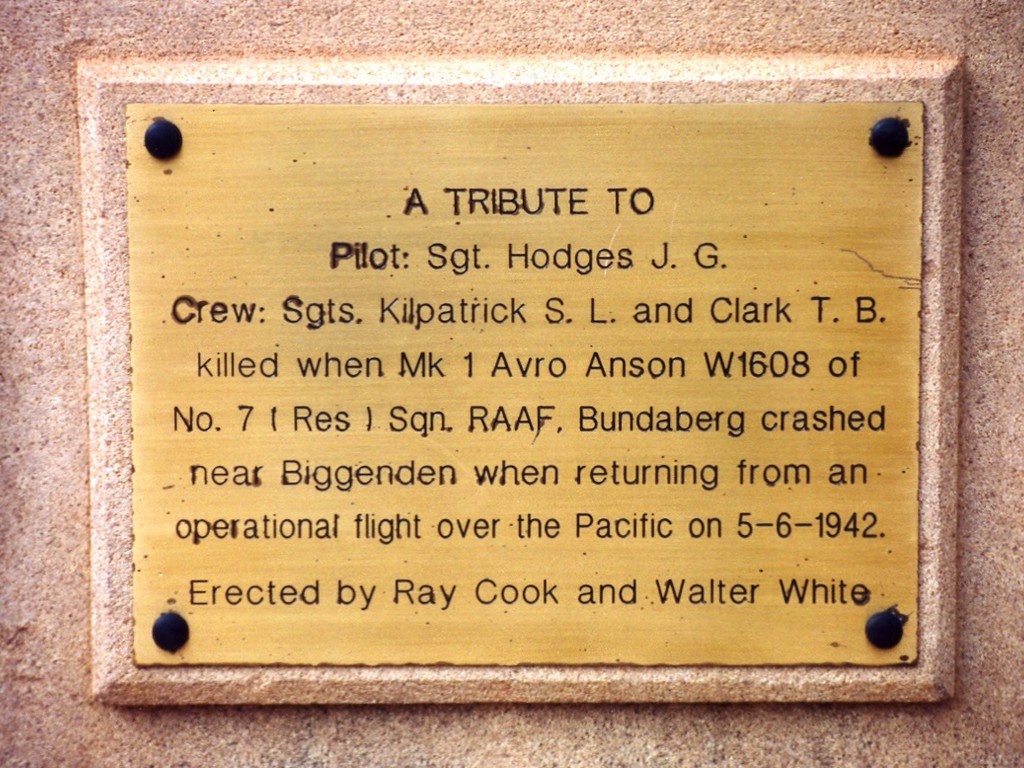 A TRIBUTE TO
Pilot: Sgt. Hodges J. G.
Crew: Sgts. Kilpatrick S. L. and Clark T. B.
killed when Mk 1 Avro Anson W1608 of
No. 7 ( Res ) Sqn. RAAF, Bundaberg crashed
near Biggenden when returning from an
operational flight over the Pacific on 5-6-1942.
Erected by Ray Cook and Walter White